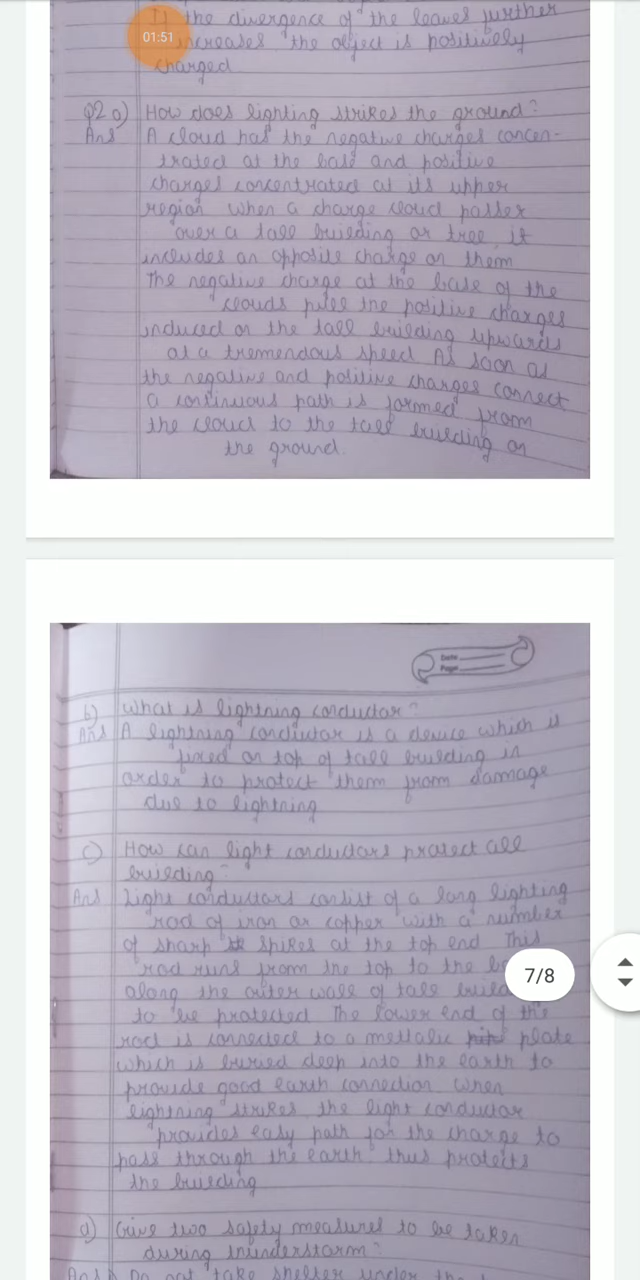 If the divergence of the leaves further
01:51
increases the object is positively
charged
Q2 a) How does lighting strikes the ground?
Ans A cloud has the negative charges concen-
trated at the base and positive
charges concentrated at its upper
region when a charge cloud passes
over a tall building or tree, it
includes an opposite charge on them
The negative charge at the base of the
clouds pulls the positive charges
induced on the tall building upwards
at a tremendous speed As soon as
the negative and positive charges connect
a continuous path is formed from
the cloud to the tall building or
the ground.
Date
Page
b) What is lightning conductor?
Ans A lightning conductor is a device which is
fixed on top of tall building in
order to protect them from damage
due to lightning
c) How can light conductors protect all
building?
Ans Light conductors consist of a long lighting
rod of iron or copper with a number
of sharp spikes at the top end This
rod runs from the top to the
7/8
along the outer wall of tall
to be protected The lower end of the
rod is connected to a mettalic plate
which is buried deep into the earth to
provide good earth connection when
lightning strikes, the light conductor
provides easy path for the charge to
pass through the earth thus protects
the building
d) Give two safety measures to be taken
during thunderstorm?
Ans Do not take shelter under